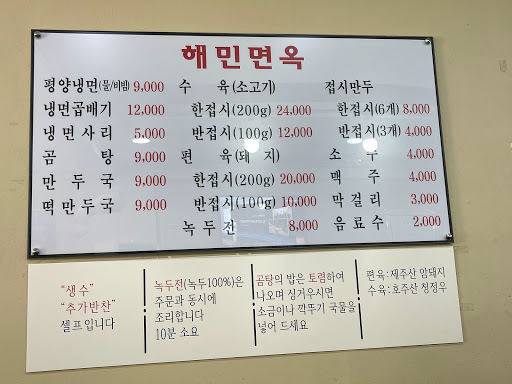 해민면옥
평양냉면(물/비빔) 9,000
냉면곱배기 12,000
냉면사리 5,000
곰 탕 9,000
만 두 국 9,000
떡만두국 9,000
수 육 (소고기)
한접시(200g) 24,000
반접시(100g) 12,000
편 육 (돼 지)
한접시(200g) 20,000
반접시(100g) 10,000
녹두전 8,000
접시만두
한접시(6개) 8,000
반접시(3개) 4,000
소 주 4,000
맥 주 4,000
막걸리 3,000
음료수 2,000
"생수"
"추가반찬"
셀프입니다
녹두전(녹두100%)은
주문과 동시에
조리합니다
10분 소요
곰탕의 밥은 토렴하여
나오며 싱거우시면
소금이나 깍뚜기 국물을
넣어 드세요
편육:제주산 암돼지
수육:호주산 청정우